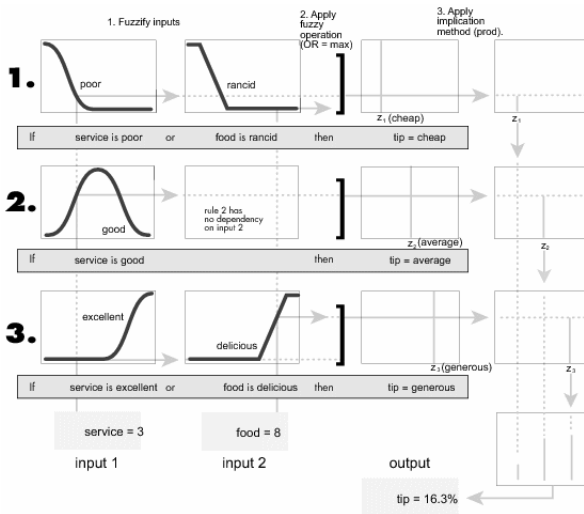 1. Fuzzify inputs
2. Apply
fuzzy
operation
(OR = max)
3. Apply
implication
method (prod).
1.
poor
rancid
z1 (cheap)
z1
If service is poor or food is rancid then tip = cheap
2.
good
rule 2 has
no dependency
on input 2
z2 (average)
z2
If service is good then tip = average
3.
excellent
delicious
z3 (generous)
z3
If service is excellent or food is delicious then tip = generous
service = 3
food = 8
input 1
input 2
output
tip = 16.3%